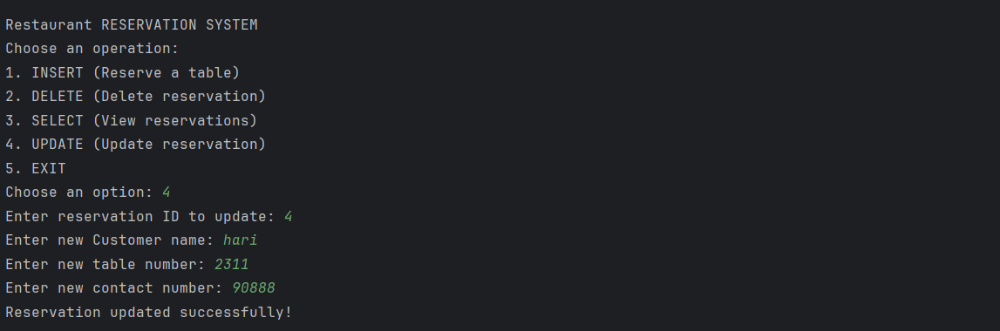 Restaurant RESERVATION SYSTEM
Choose an operation:
1. INSERT (Reserve a table)
2. DELETE (Delete reservation)
3. SELECT (View reservations)
4. UPDATE (Update reservation)
5. EXIT
Choose an option: 4
Enter reservation ID to update: 4
Enter new Customer name: hari
Enter new table number: 2311
Enter new contact number: 90888
Reservation updated successfully!